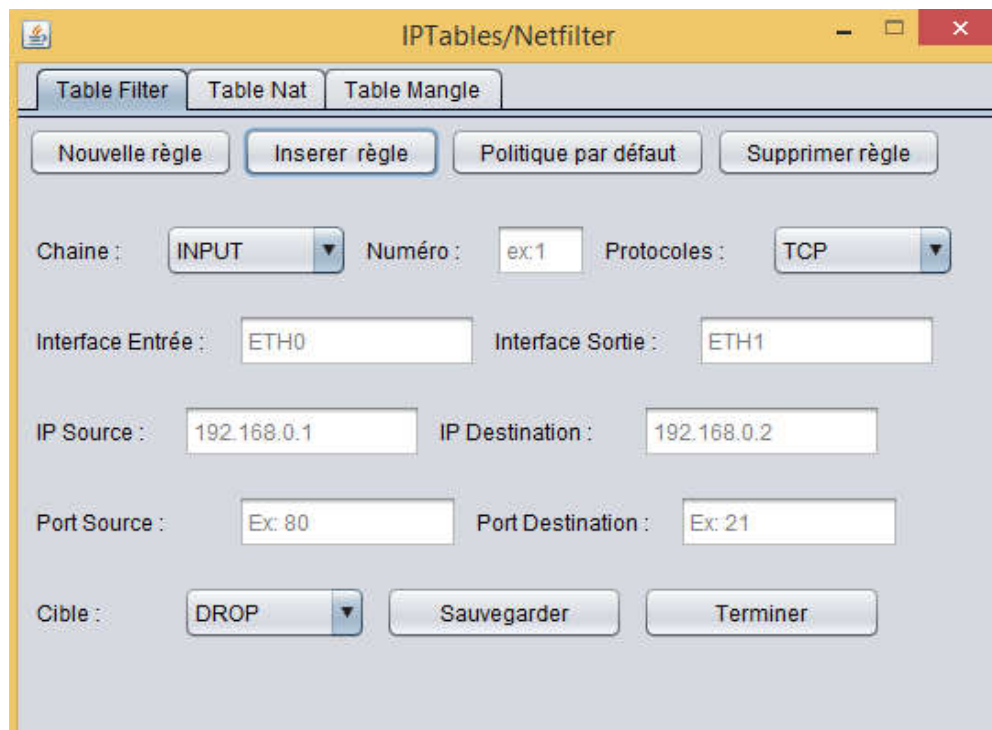 IPTables/Netfilter
Table Filter Table Nat Table Mangle
Nouvelle règle Inserer règle Politique par défaut Supprimer règle
Chaine : INPUT Numéro : ex:1 Protocoles : TCP
Interface Entrée : ETH0 Interface Sortie : ETH1
IP Source : 192.168.0.1 IP Destination : 192.168.0.2
Port Source : Ex: 80 Port Destination : Ex: 21
Cible : DROP Sauvegarder Terminer